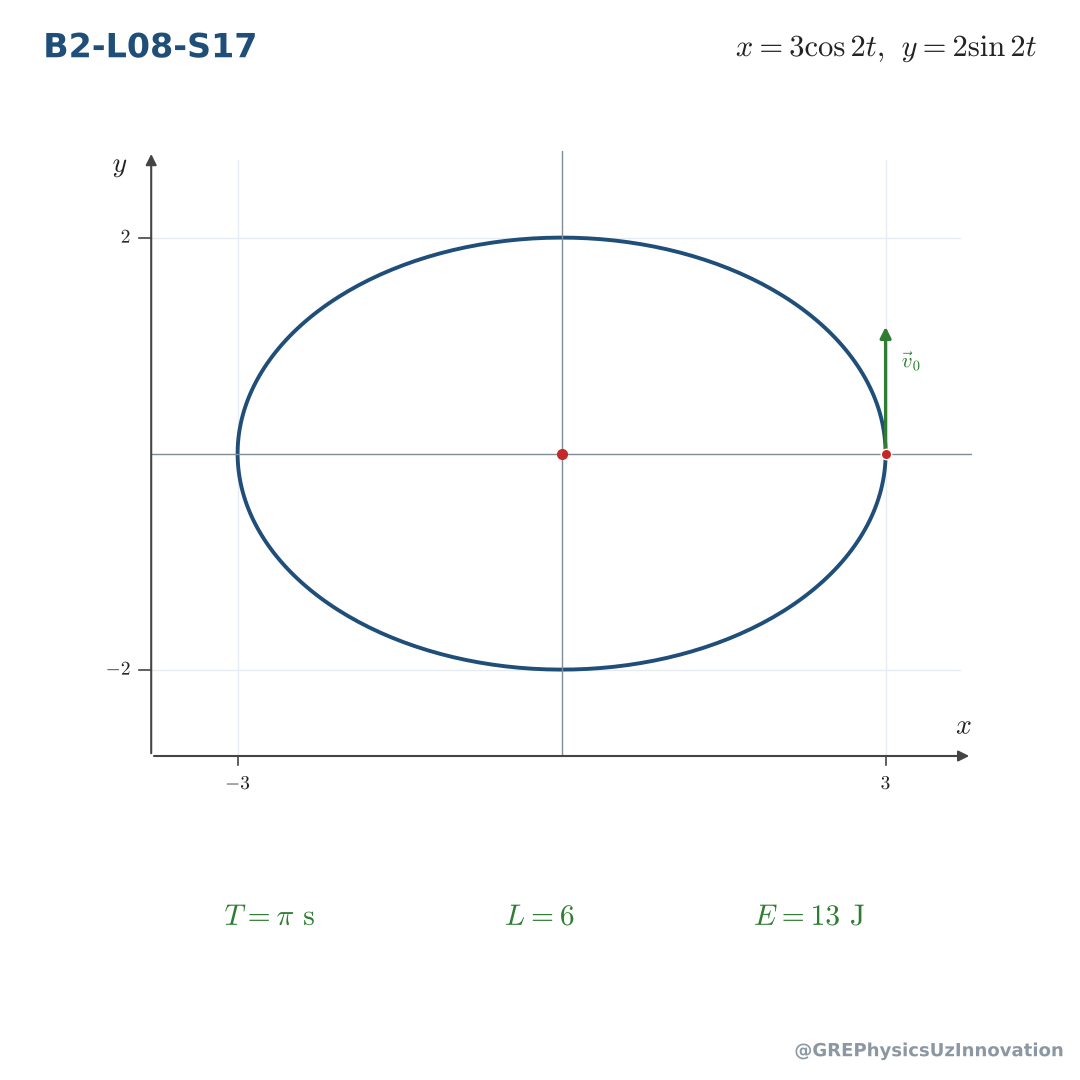 B2-L08-S17
x = 3cos 2t, y = 2sin 2t
y
2
v⃗₀
−2
x
−3
3
T = π s
L = 6
E = 13 J
@GREPhysicsUzInnovation